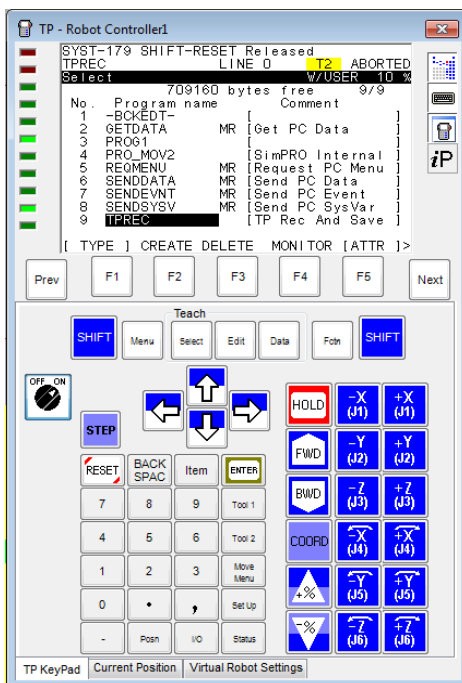 TP - Robot Controller1
SYST-179 SHIFT-RESET Released
TPREC LINE 0 T2 ABORTED
Select W/USER 10 %
709160 bytes free 9/9
No. Program name Comment
1 -BCKEDT- [ ]
2 GETDATA MR [Get PC Data ]
3 PROG1 [ ]
4 PRO_MOV2 [SimPRO Internal ]
5 REQMENU MR [Request PC Menu ]
6 SENDDATA MR [Send PC Data ]
7 SENDEVNT MR [Send PC Event ]
8 SENDSYSV MR [Send PC SysVar ]
9 TPREC [TP Rec And Save ]
[ TYPE ] CREATE DELETE MONITOR [ATTR ]>
iP
Prev F1 F2 F3 F4 F5 Next
Teach
SHIFT Menu Select Edit Data Fctn SHIFT
OFF ON
STEP
HOLD -X (J1) +X (J1)
FWD -Y (J2) +Y (J2)
RESET BACK SPAC Item ENTER
BWD -Z (J3) +Z (J3)
7 8 9 Tool 1
4 5 6 Tool 2
COORD -X (J4) +X (J4)
1 2 3 Move Menu
+% -Y (J5) +Y (J5)
0 • , Set Up
-% -Z (J6) +Z (J6)
- Posn I/O Status
TP KeyPad Current Position Virtual Robot Settings